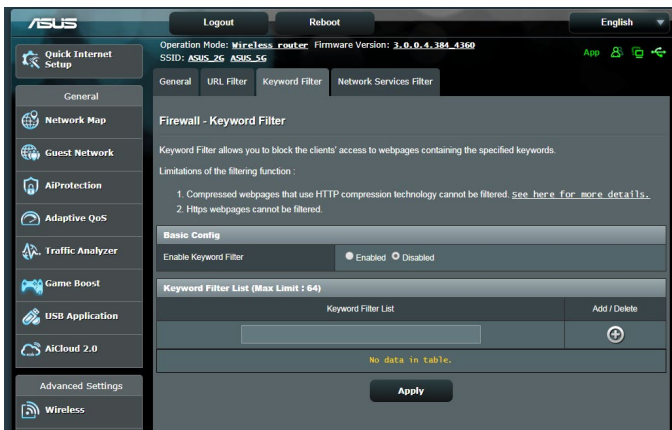 ASUS
Logout
Reboot
English
Quick Internet
Setup
Operation Mode: Wireless router Firmware Version: 3.0.0.4.384_4360
SSID: ASUS_2G ASUS_5G
App
General
URL Filter
Keyword Filter
Network Services Filter
General
Network Map
Guest Network
AiProtection
Adaptive QoS
Traffic Analyzer
Game Boost
USB Application
AiCloud 2.0
Advanced Settings
Wireless
Firewall - Keyword Filter
Keyword Filter allows you to block the clients' access to webpages containing the specified keywords.
Limitations of the filtering function :
1. Compressed webpages that use HTTP compression technology cannot be filtered. See here for more details.
2. Https webpages cannot be filtered.
Basic Config
Enable Keyword Filter
Enabled Disabled
Keyword Filter List (Max Limit : 64)
Keyword Filter List
Add / Delete
No data in table.
Apply